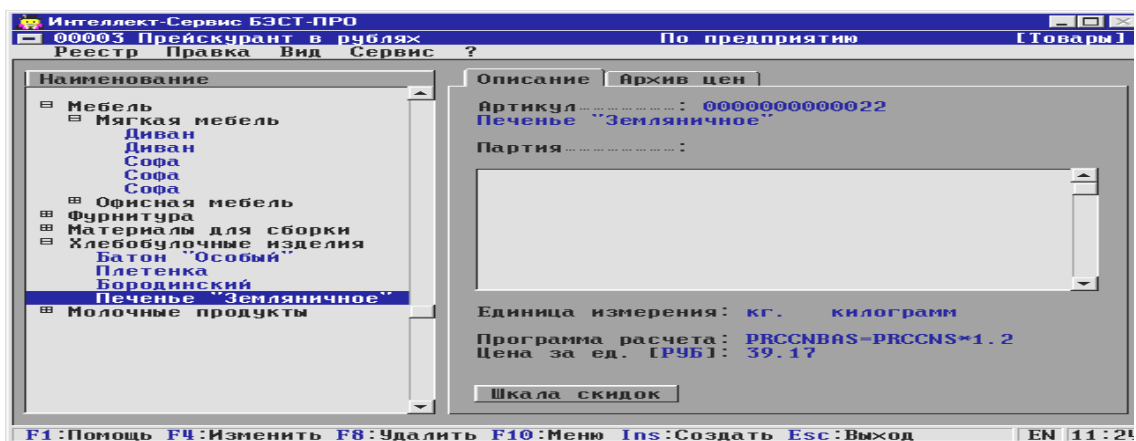 Интеллект-Сервис БЭСТ-ПРО
00003 Прейскурант в рублях По предприятию [Товары]
Реестр Правка Вид Сервис ?
Наименование
Мебель
Мягкая мебель
Диван
Диван
Софа
Софа
Софа
Офисная мебель
Фурнитура
Материалы для сборки
Хлебобулочные изделия
Батон "Особый"
Плетенка
Бородинский
Печенье "Земляничное"
Молочные продукты
Описание Архив цен
Артикул……………: 0000000000022
Печенье "Земляничное"
Партия……………:
Единица измерения: кг. килограмм
Программа расчета: PRCCNBAS=PRCCNS*1.2
Цена за ед. [РУБ]: 39.17
Шкала скидок
F1:Помощь F4:Изменить F8:Удалить F10:Меню Ins:Создать Esc:Выход EN